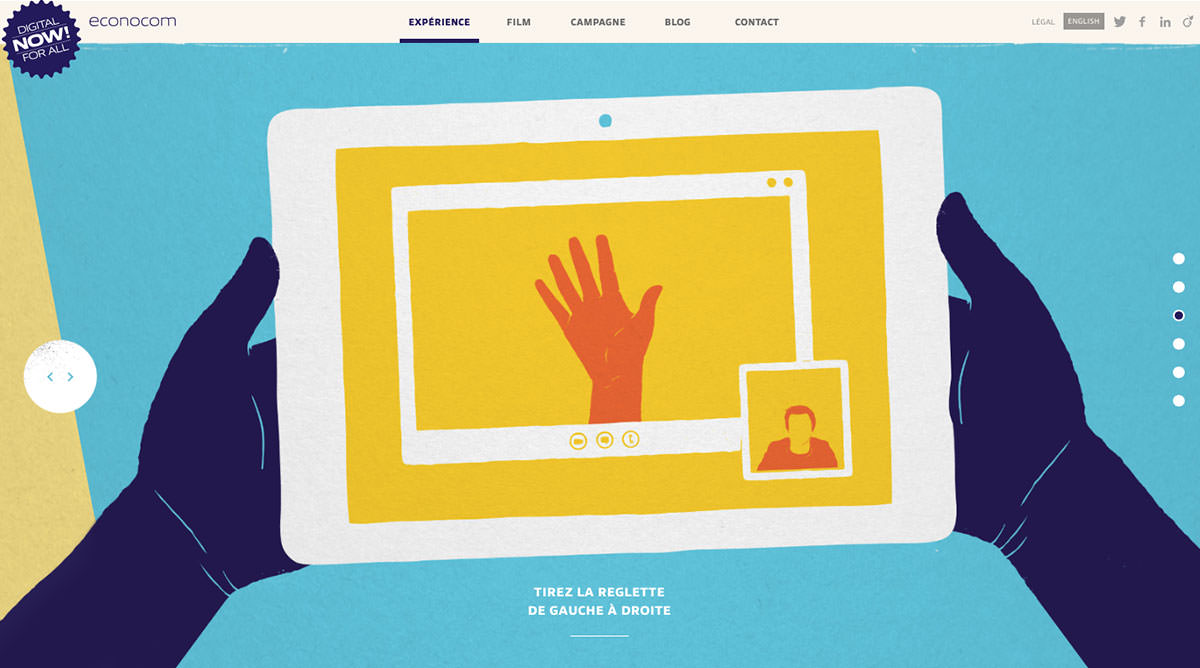 DIGITAL
NOW!
FOR ALL
econocom
EXPÉRIENCE FILM CAMPAGNE BLOG CONTACT
LÉGAL ENGLISH
TIREZ LA REGLETTE
DE GAUCHE À DROITE